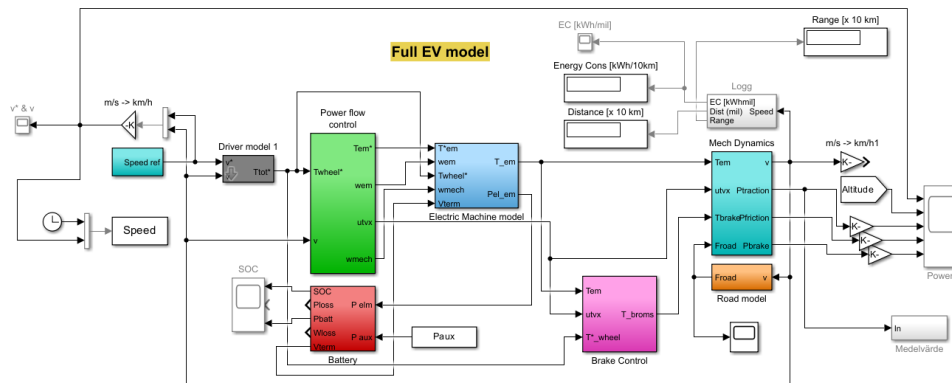 Full EV model
EC [kWh/mil]
Range [x 10 km]
Energy Cons [kWh/10km]
Distance [x 10 km]
Logg
EC [kWhmil]
Dist (mil)
Range
Speed
v* & v
m/s -> km/h
-K-
Speed ref
Driver model 1
v*
Ttot*
Power flow
control
Twheel*
v
Tem*
wem
utvx
wmech
T*em
wem
Twheel*
wmech
Vterm
T_em
Pel_em
Electric Machine model
Mech Dynamics
Tem
utvx
Tbrake
Froad
v
Ptraction
Pfriction
Pbrake
m/s -> km/h1
K-
Altitude
K-
K-
K-
Power
Speed
SOC
SOC
Ploss
Pbatt
Wloss
Vterm
P elm
P aux
Battery
Paux
Tem
utvx
T*_wheel
T_broms
Brake Control
Froad
v
Road model
In
Medelvärde